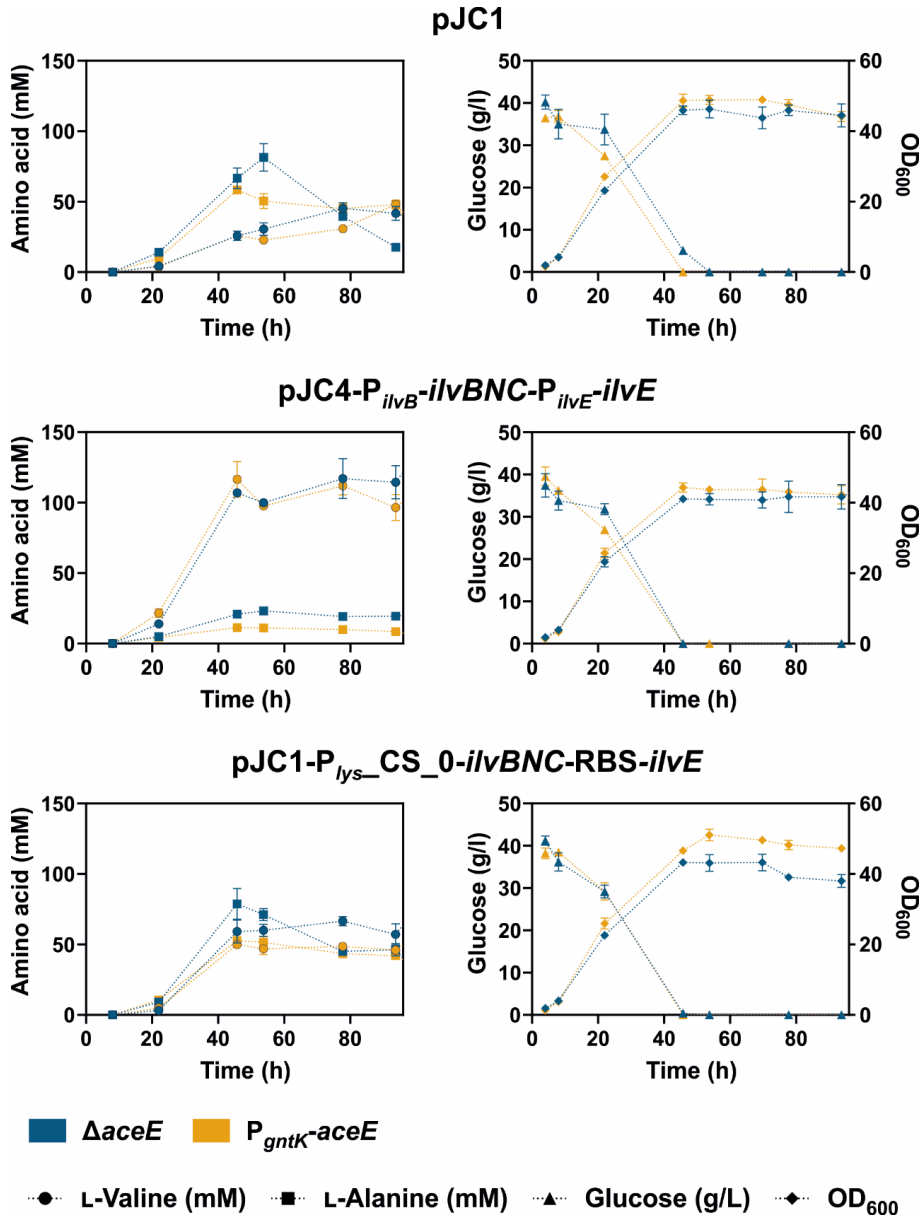 pJC1
150
100
50
0
Amino acid (mM)
0 20 40 60 80
Time (h)
50
40
30
20
10
0
Glucose (g/l)
60
40
20
0
OD600
0 20 40 60 80
Time (h)
pJC4-PilvB-ilvBNC-PilvE-ilvE
150
100
50
0
Amino acid (mM)
0 20 40 60 80
Time (h)
50
40
30
20
10
0
Glucose (g/l)
60
40
20
0
OD600
0 20 40 60 80
Time (h)
pJC1-Plys_CS_0-ilvBNC-RBS-ilvE
150
100
50
0
Amino acid (mM)
0 20 40 60 80
Time (h)
50
40
30
20
10
0
Glucose (g/l)
60
40
20
0
OD600
0 20 40 60 80
Time (h)
ΔaceE PgntK-aceE
ʟ-Valine (mM) ʟ-Alanine (mM) Glucose (g/L) OD600